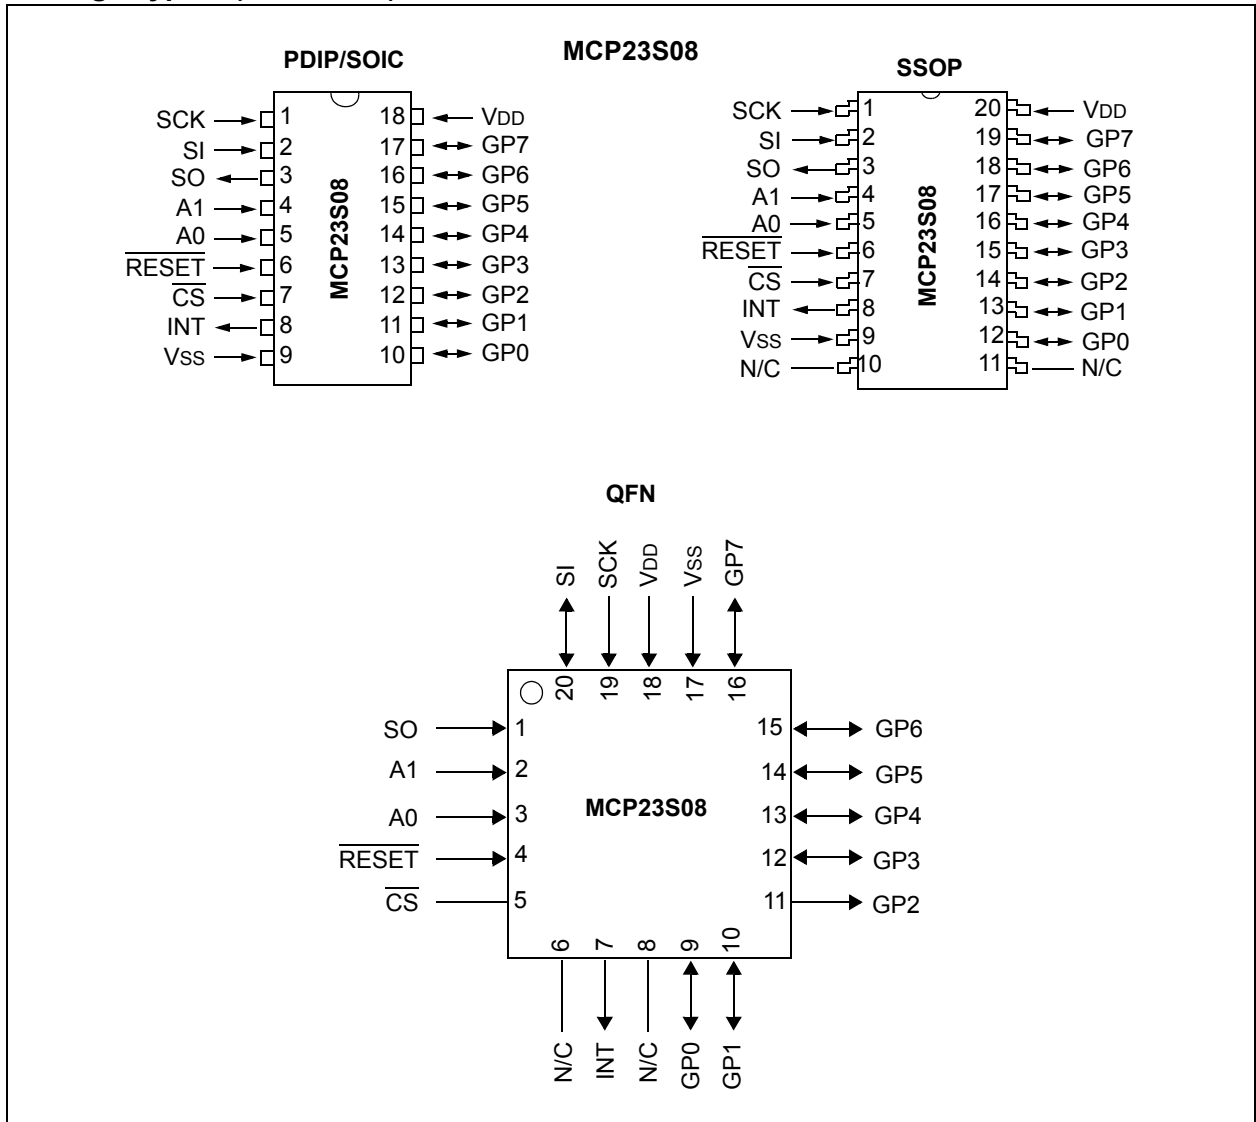 MCP23S08
PDIP/SOIC
SCK 1 18 VDD
SI 2 17 GP7
SO 3 16 GP6
A1 4 15 GP5
A0 5 14 GP4
RESET 6 13 GP3
CS 7 12 GP2
INT 8 11 GP1
VSS 9 10 GP0
MCP23S08
SSOP
SCK 1 20 VDD
SI 2 19 GP7
SO 3 18 GP6
A1 4 17 GP5
A0 5 16 GP4
RESET 6 15 GP3
CS 7 14 GP2
INT 8 13 GP1
VSS 9 12 GP0
N/C 10 11 N/C
MCP23S08
QFN
SI SCK VDD VSS GP7
20 19 18 17 16
SO 1 15 GP6
A1 2 14 GP5
A0 3 MCP23S08 13 GP4
RESET 4 12 GP3
CS 5 11 GP2
6 7 8 9 10
N/C INT N/C GP0 GP1